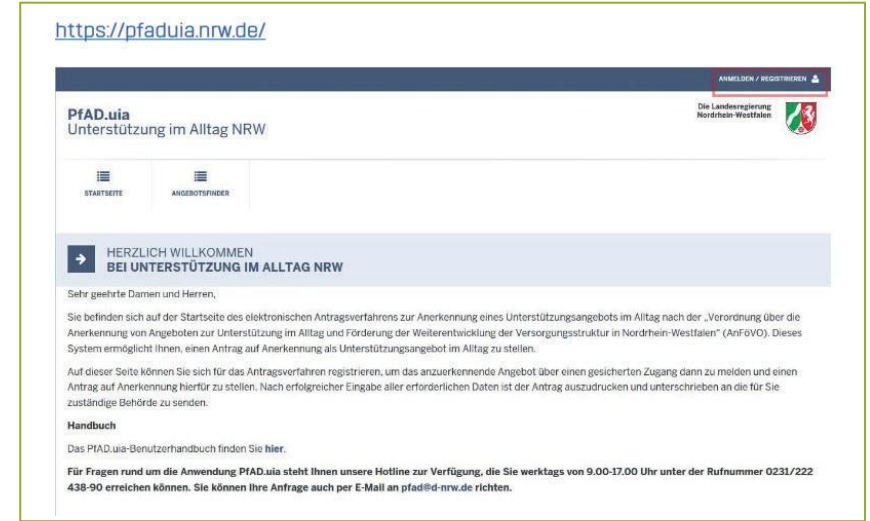 https://pfaduia.nrw.de/
ANMELDEN / REGISTRIEREN
PfAD.uia
Unterstützung im Alltag NRW
Die Landesregierung
Nordrhein-Westfalen
STARTSEITE
ANGEBOTSFINDER
HERZLICH WILLKOMMEN
BEI UNTERSTÜTZUNG IM ALLTAG NRW
Sehr geehrte Damen und Herren,
Sie befinden sich auf der Startseite des elektronischen Antragsverfahrens zur Anerkennung eines Unterstützungsangebots im Alltag nach der „Verordnung über die
Anerkennung von Angeboten zur Unterstützung im Alltag und Förderung der Weiterentwicklung der Versorgungsstruktur in Nordrhein-Westfalen" (AnFöVO). Dieses
System ermöglicht Ihnen, einen Antrag auf Anerkennung als Unterstützungsangebot im Alltag zu stellen.
Auf dieser Seite können Sie sich für das Antragsverfahren registrieren, um das anzuerkennende Angebot über einen gesicherten Zugang dann zu melden und einen
Antrag auf Anerkennung hierfür zu stellen. Nach erfolgreicher Eingabe aller erforderlichen Daten ist der Antrag auszudrucken und unterschrieben an die für Sie
zuständige Behörde zu senden.
Handbuch
Das PfAD.uia-Benutzerhandbuch finden Sie hier.
Für Fragen rund um die Anwendung PfAD.uia steht Ihnen unsere Hotline zur Verfügung, die Sie werktags von 9.00-17.00 Uhr unter der Rufnummer 0231/222
438-90 erreichen können. Sie können Ihre Anfrage auch per E-Mail an pfad@d-nrw.de richten.